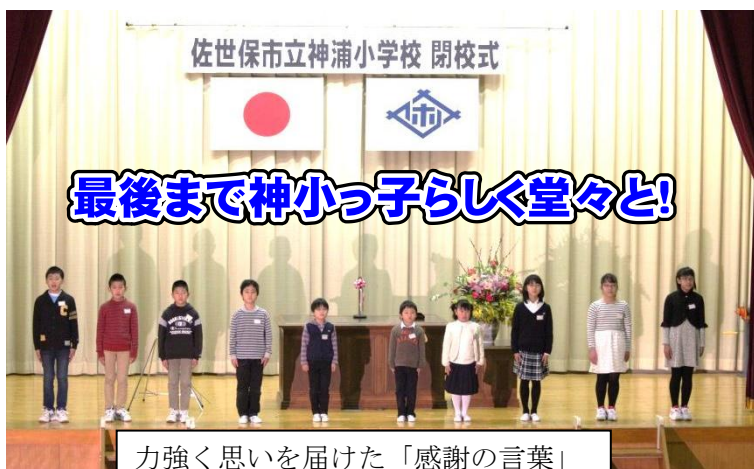 佐世保市立神浦小学校 閉校式
最後まで神小っ子らしく堂々と!
力強く思いを届けた「感謝の言葉」